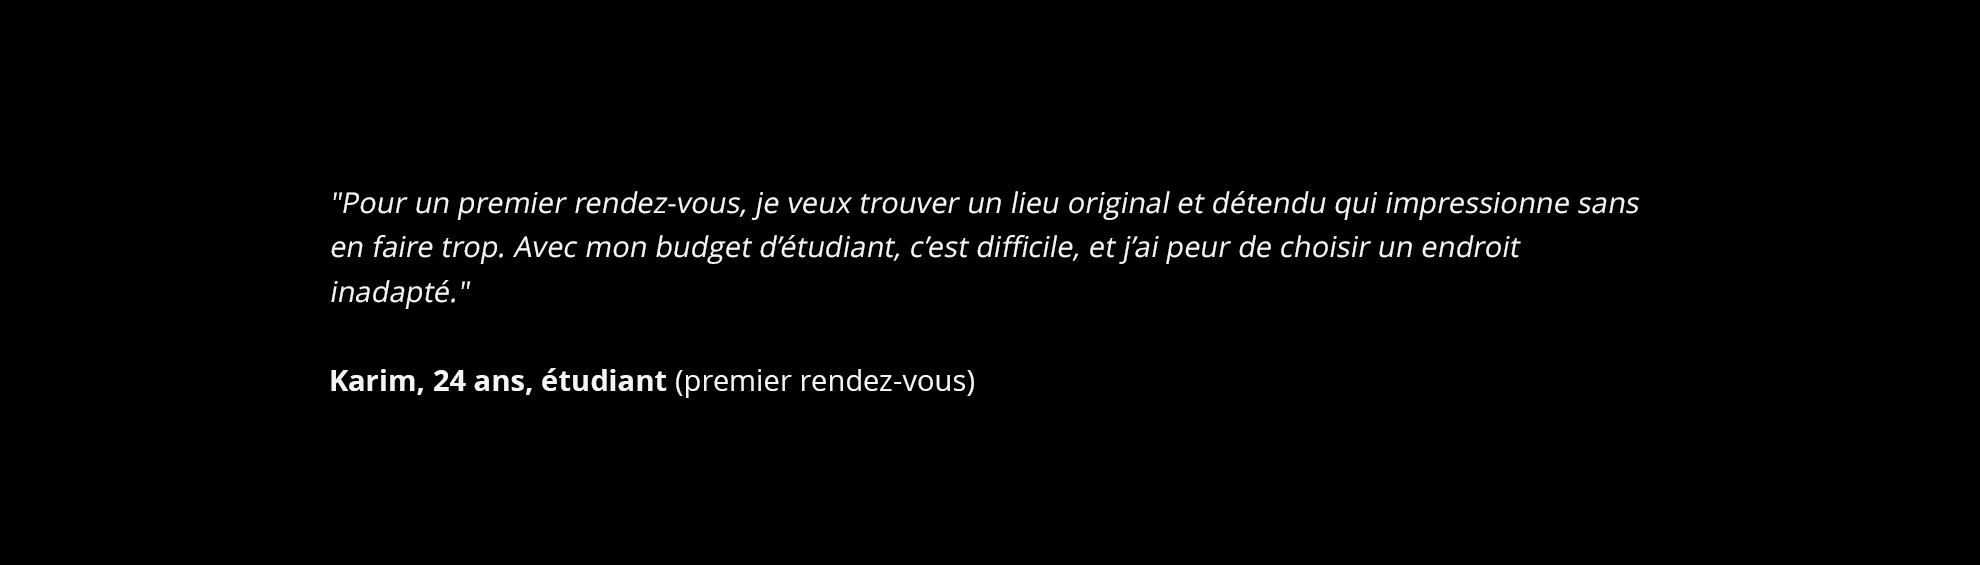 "Pour un premier rendez-vous, je veux trouver un lieu original et détendu qui impressionne sans
en faire trop. Avec mon budget d’étudiant, c’est difficile, et j’ai peur de choisir un endroit
inadapté."
Karim, 24 ans, étudiant (premier rendez-vous)